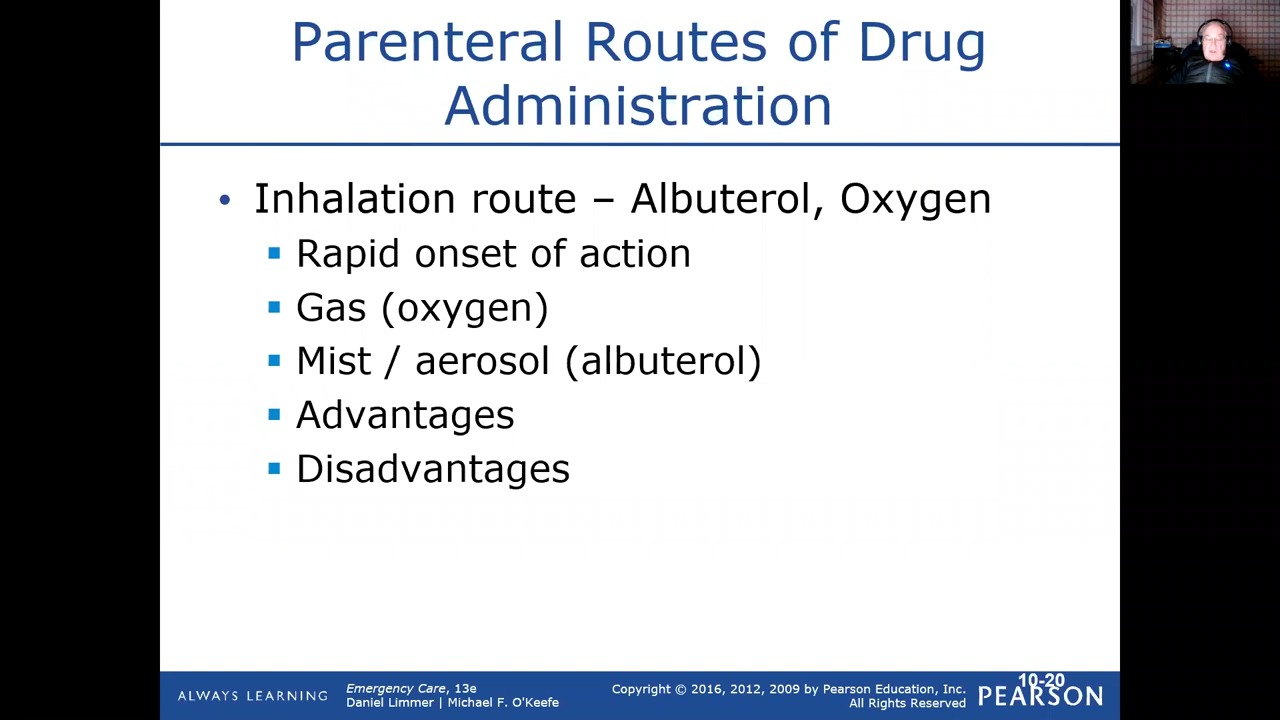 Parenteral Routes of Drug
Administration
• Inhalation route – Albuterol, Oxygen
▪ Rapid onset of action
▪ Gas (oxygen)
▪ Mist / aerosol (albuterol)
▪ Advantages
▪ Disadvantages
ALWAYS LEARNING
Emergency Care, 13e
Daniel Limmer | Michael F. O'Keefe
Copyright © 2016, 2012, 2009 by Pearson Education, Inc.
All Rights Reserved
10-20
PEARSON